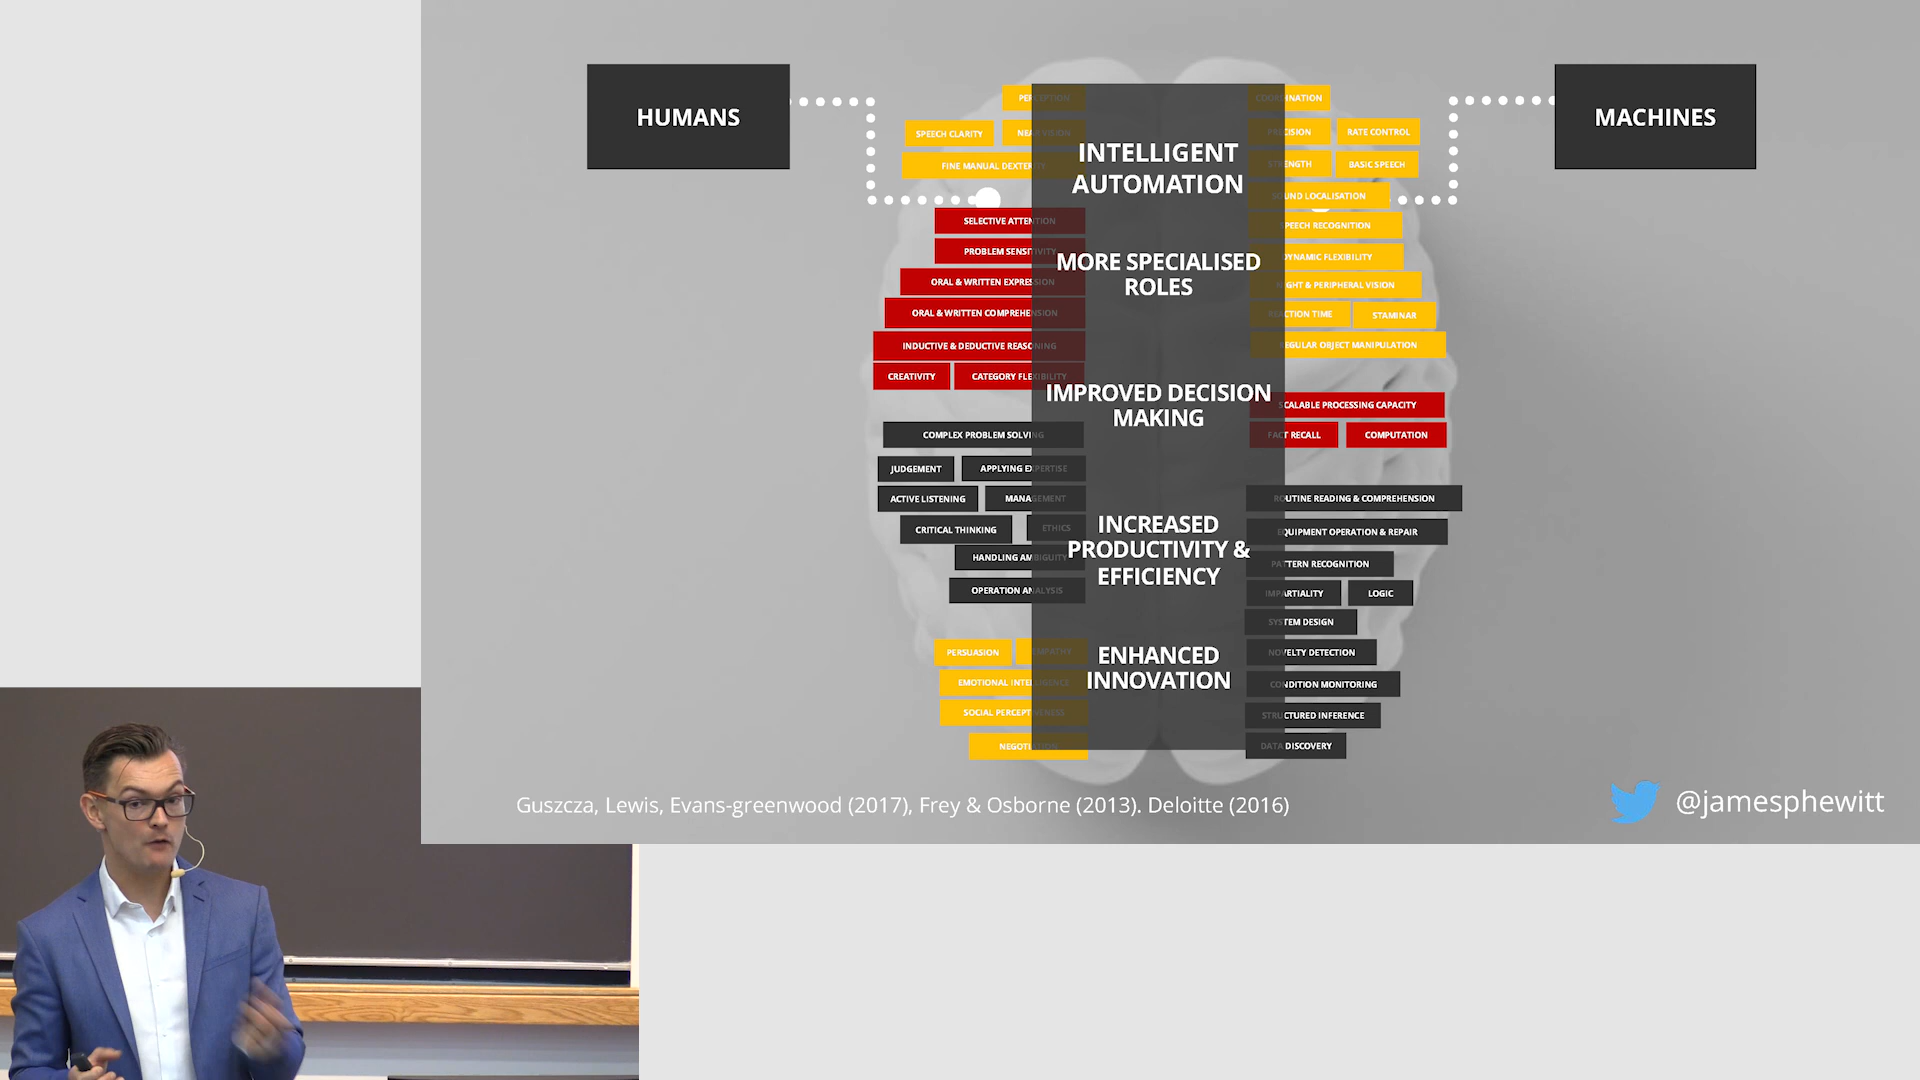 HUMANS
MACHINES
PERCEPTION
SPEECH CLARITY
NEAR VISION
FINE MANUAL DEXTERITY
SELECTIVE ATTENTION
PROBLEM SENSITIVITY
ORAL & WRITTEN EXPRESSION
ORAL & WRITTEN COMPREHENSION
INDUCTIVE & DEDUCTIVE REASONING
CREATIVITY
CATEGORY FLEXIBILITY
COMPLEX PROBLEM SOLVING
JUDGEMENT
APPLYING EXPERTISE
ACTIVE LISTENING
MANAGEMENT
CRITICAL THINKING
ETHICS
HANDLING AMBIGUITY
OPERATION ANALYSIS
PERSUASION
EMPATHY
EMOTIONAL INTELLIGENCE
SOCIAL PERCEPTIVENESS
NEGOTIATION
INTELLIGENT
AUTOMATION
MORE SPECIALISED
ROLES
IMPROVED DECISION
MAKING
INCREASED
PRODUCTIVITY &
EFFICIENCY
ENHANCED
INNOVATION
COORDINATION
PRECISION
RATE CONTROL
STRENGTH
BASIC SPEECH
SOUND LOCALISATION
SPEECH RECOGNITION
DYNAMIC FLEXIBILITY
NIGHT & PERIPHERAL VISION
REACTION TIME
STAMINAR
REGULAR OBJECT MANIPULATION
SCALABLE PROCESSING CAPACITY
FACT RECALL
COMPUTATION
ROUTINE READING & COMPREHENSION
EQUIPMENT OPERATION & REPAIR
PATTERN RECOGNITION
IMPARTIALITY
LOGIC
SYSTEM DESIGN
NOVELTY DETECTION
CONDITION MONITORING
STRUCTURED INFERENCE
DATA DISCOVERY
Guszcza, Lewis, Evans-greenwood (2017), Frey & Osborne (2013). Deloitte (2016)
@jamesphewitt